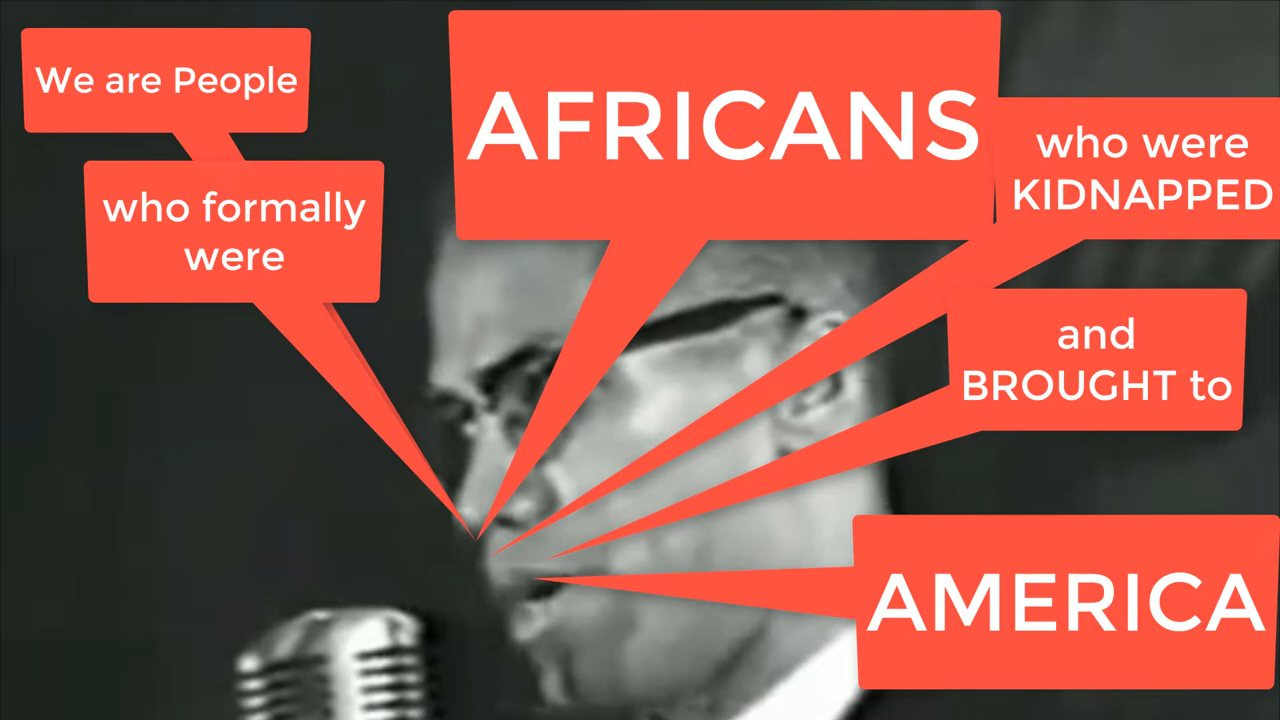 We are People
who formally
were
AFRICANS
who were
KIDNAPPED
and
BROUGHT to
AMERICA